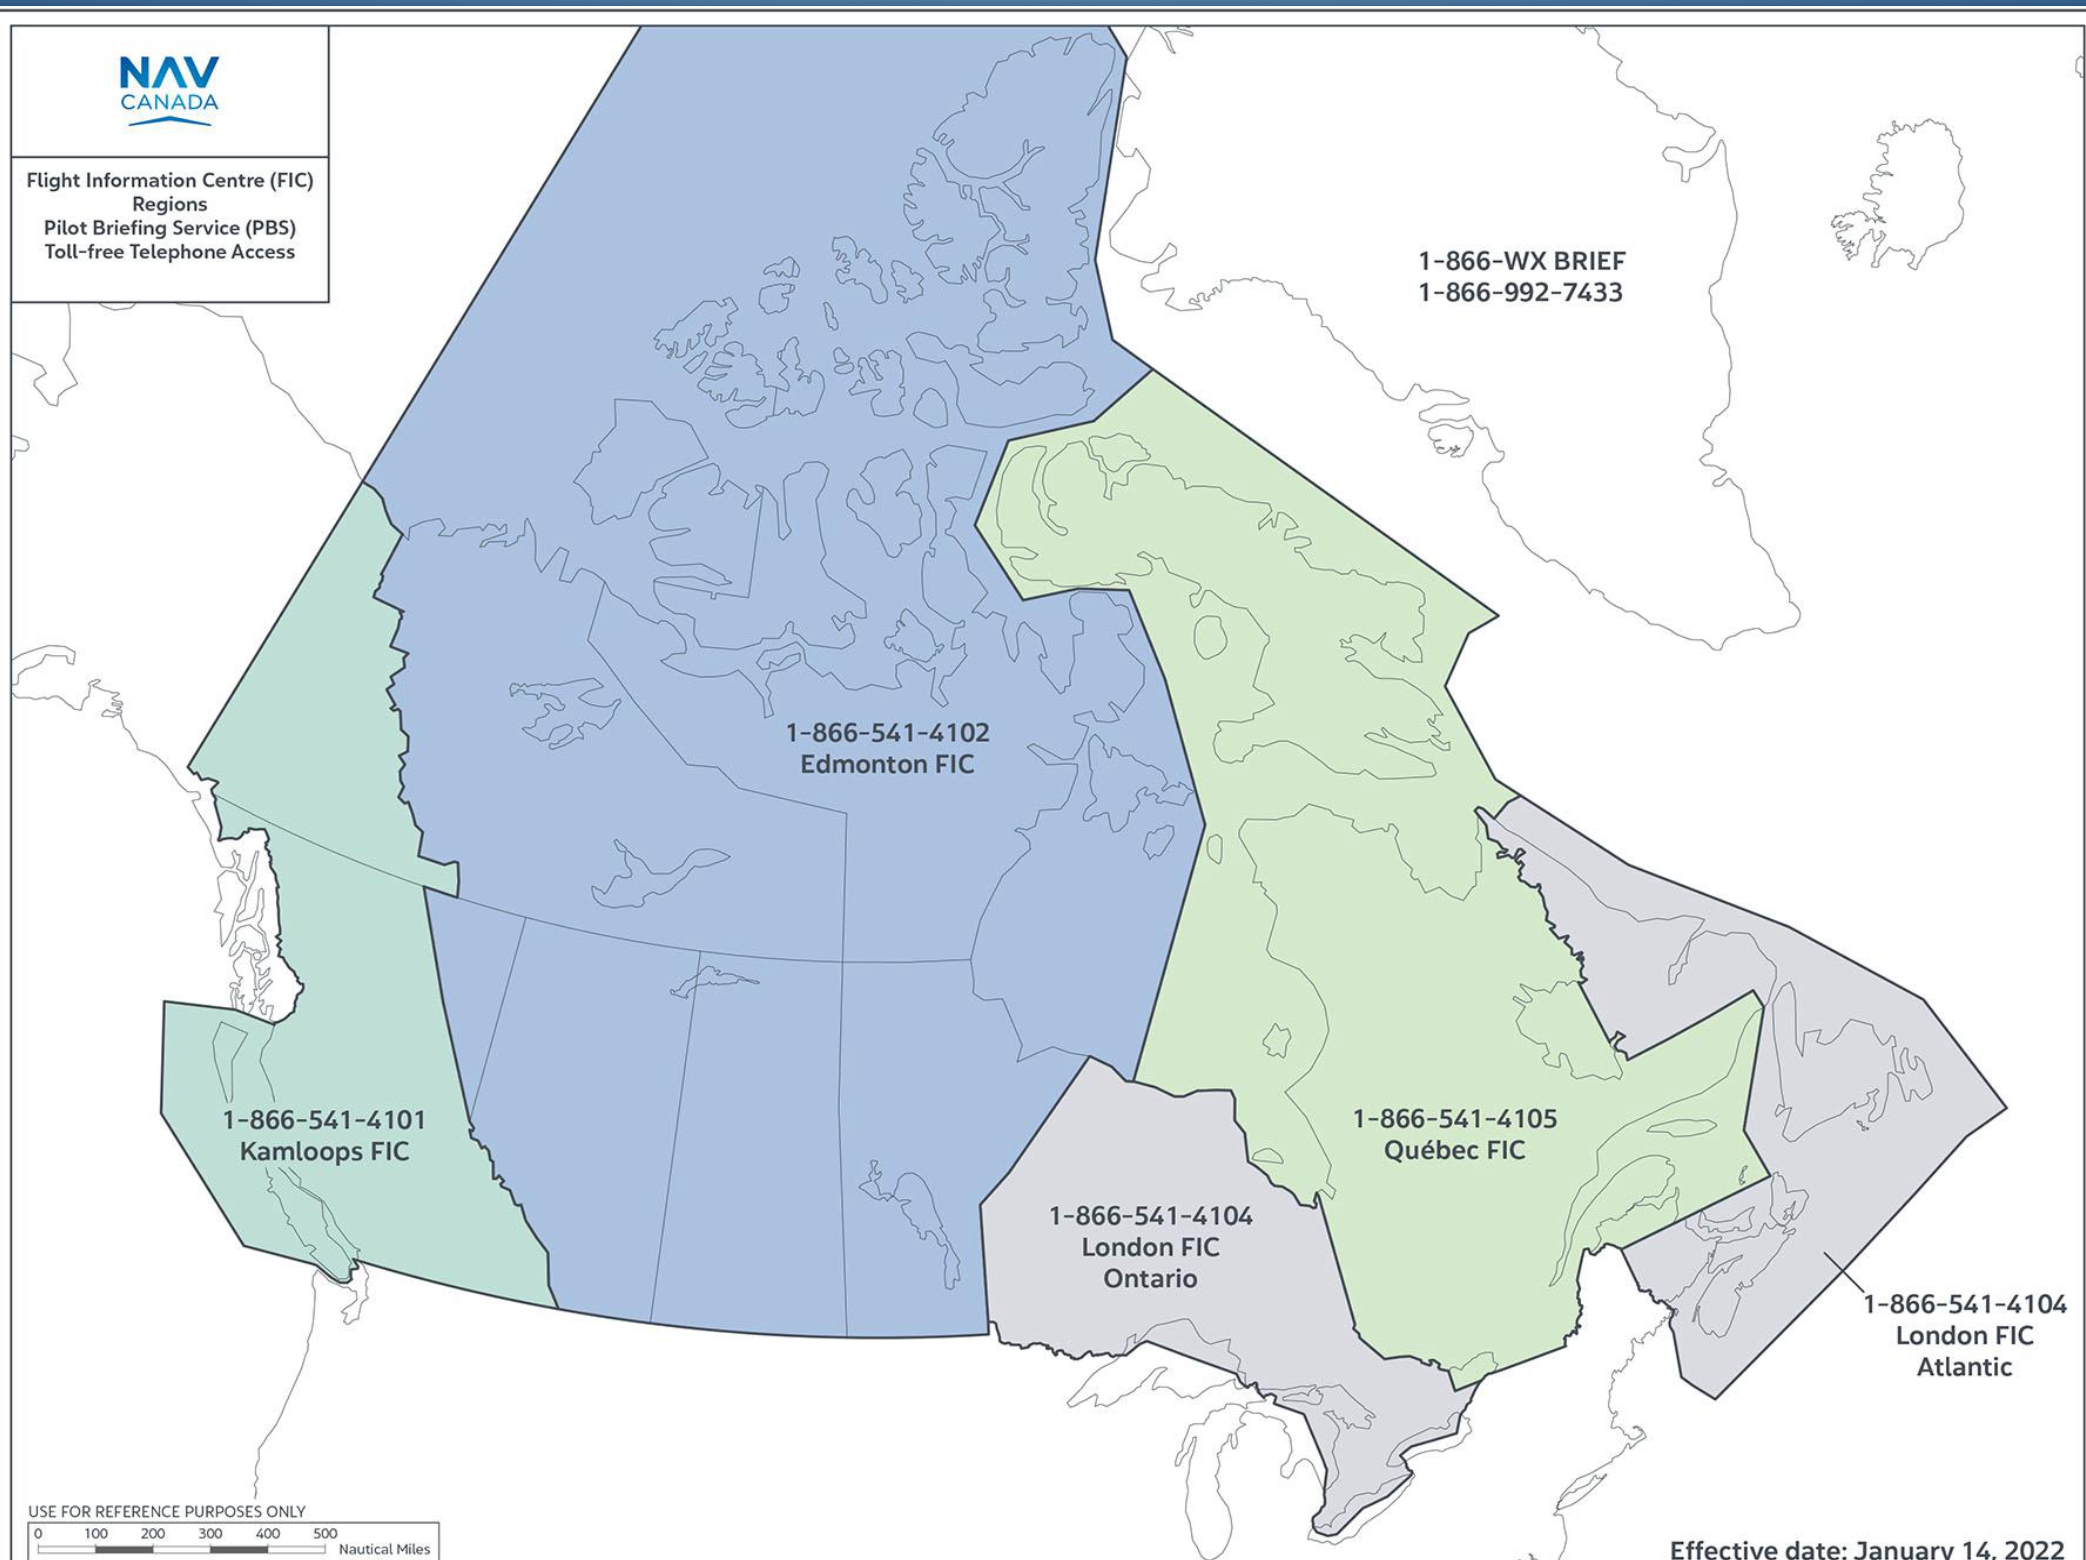 NAV
CANADA
Flight Information Centre (FIC)
Regions
Pilot Briefing Service (PBS)
Toll-free Telephone Access
1-866-WX BRIEF
1-866-992-7433
1-866-541-4102
Edmonton FIC
1-866-541-4101
Kamloops FIC
1-866-541-4105
Québec FIC
1-866-541-4104
London FIC
Ontario
1-866-541-4104
London FIC
Atlantic
USE FOR REFERENCE PURPOSES ONLY
0 100 200 300 400 500
Nautical Miles
Effective date: January 14, 2022